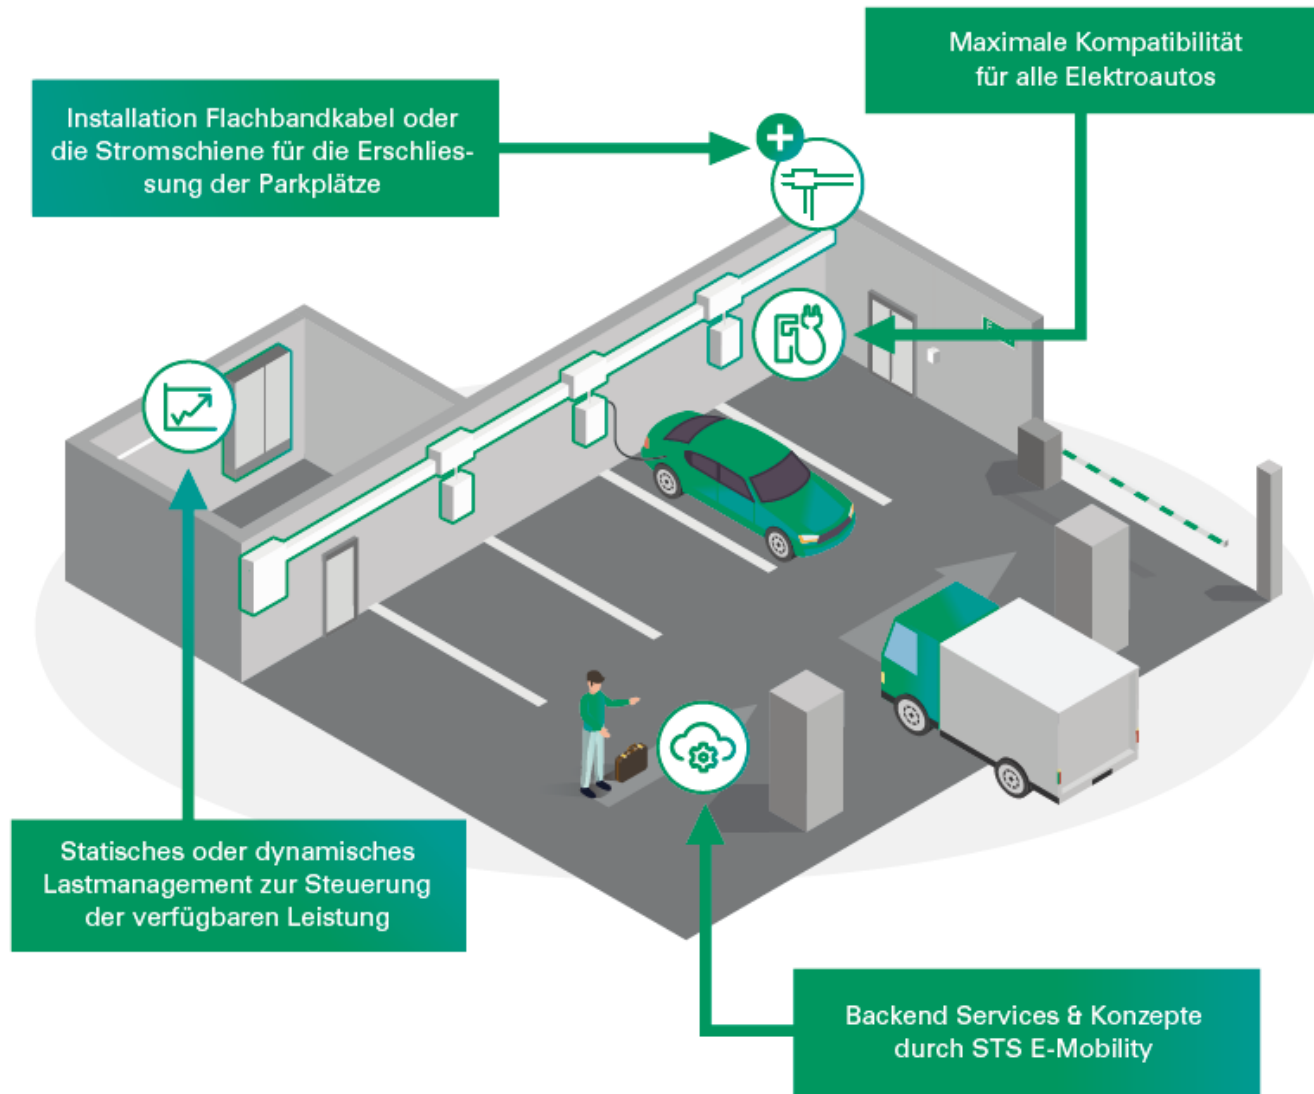 Maximale Kompatibilität
für alle Elektroautos
Installation Flachbandkabel oder
die Stromschiene für die Erschlies-
sung der Parkplätze
Statisches oder dynamisches
Lastmanagement zur Steuerung
der verfügbaren Leistung
Backend Services & Konzepte
durch STS E-Mobility